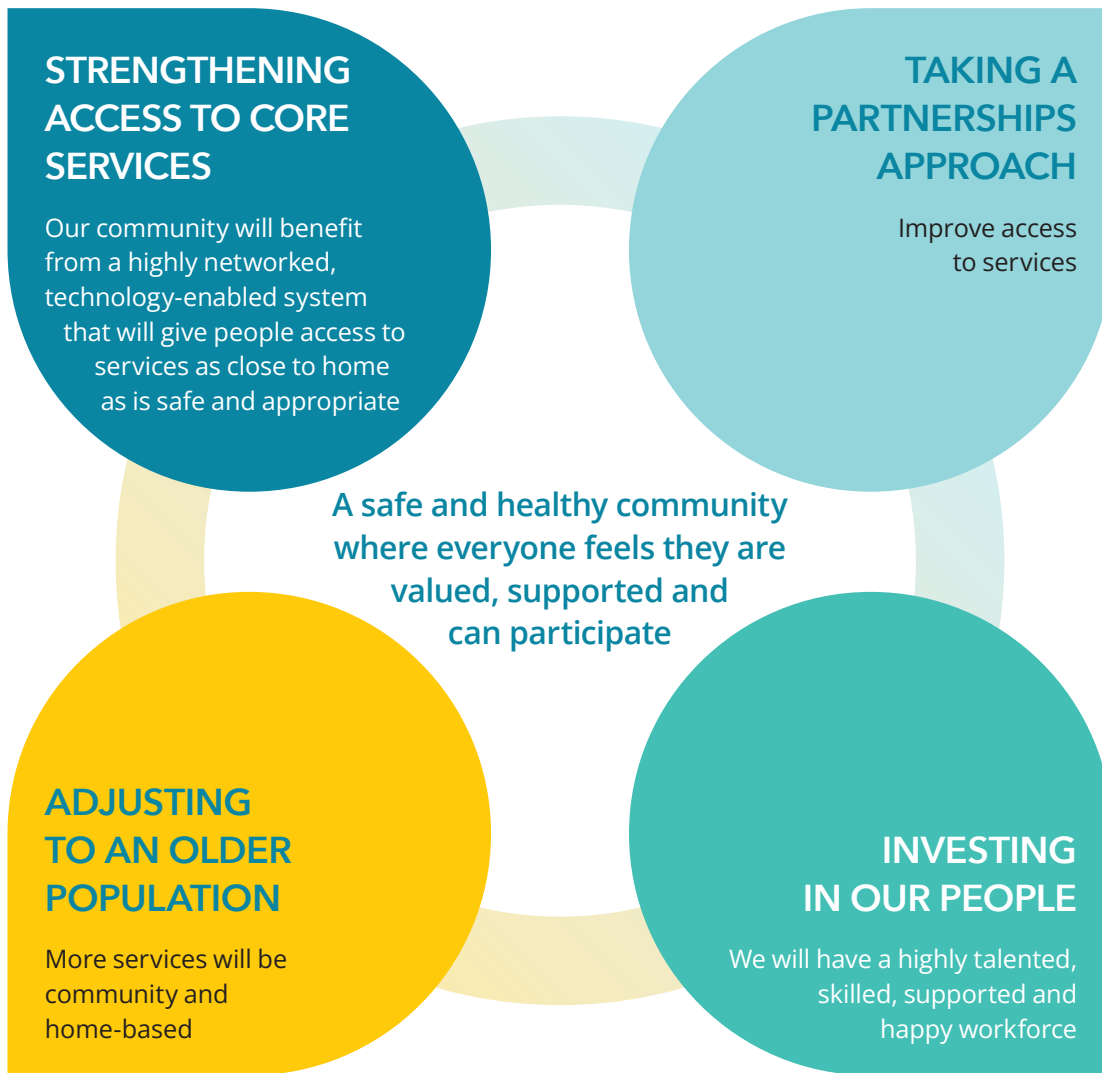 STRENGTHENING
ACCESS TO CORE
SERVICES
Our community will benefit
from a highly networked,
technology-enabled system
that will give people access to
services as close to home
as is safe and appropriate
TAKING A
PARTNERSHIPS
APPROACH
Improve access
to services
A safe and healthy community
where everyone feels they are
valued, supported and
can participate
ADJUSTING
TO AN OLDER
POPULATION
More services will be
community and
home-based
INVESTING
IN OUR PEOPLE
We will have a highly talented,
skilled, supported and
happy workforce